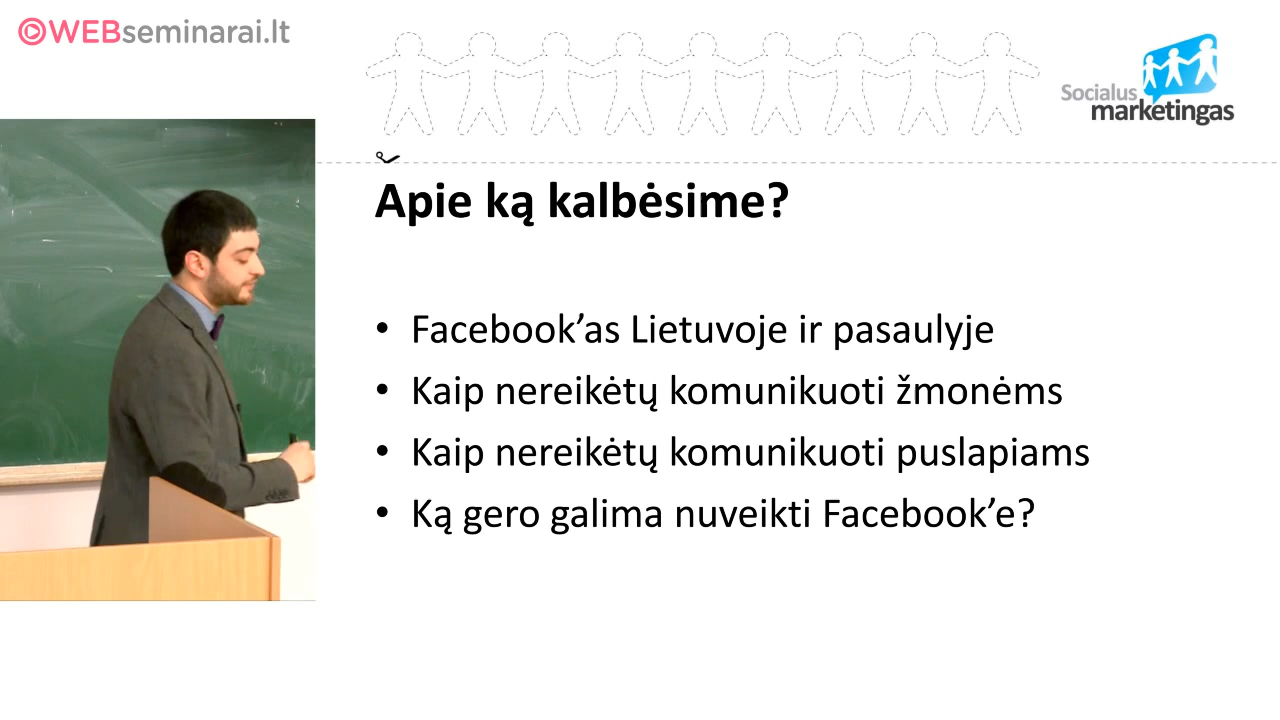 WEBseminarai.lt
Socialus
marketingas
Apie ką kalbėsime?
• Facebook’as Lietuvoje ir pasaulyje
• Kaip nereikėtų komunikuoti žmonėms
• Kaip nereikėtų komunikuoti puslapiams
• Ką gero galima nuveikti Facebook’e?